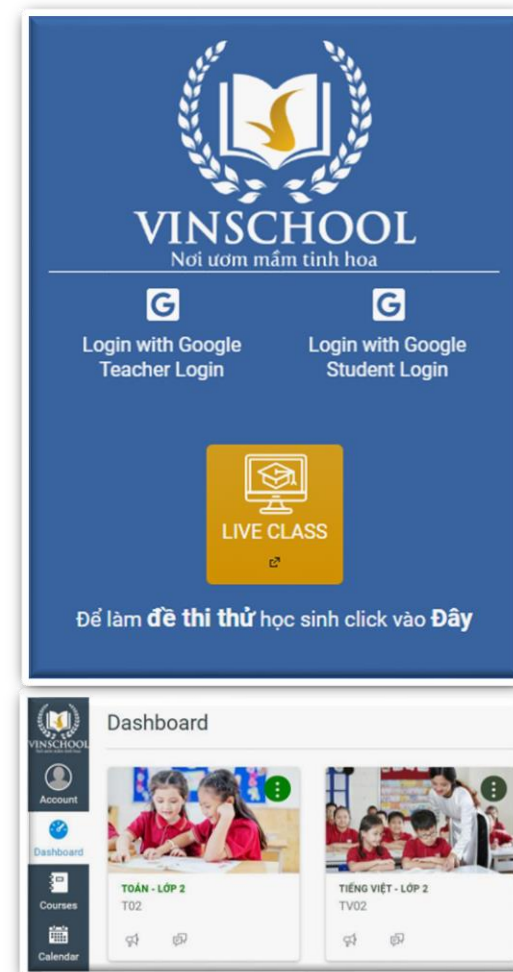 VINSCHOOL
Nơi ươm mầm tinh hoa
Login with Google
Teacher Login
Login with Google
Student Login
LIVE CLASS
Để làm đề thi thử học sinh click vào Đây
VINSCHOOL
Dashboard
Account
Dashboard
Courses
Calendar
TOÁN - LỚP 2
T02
TIẾNG VIỆT - LỚP 2
TV02